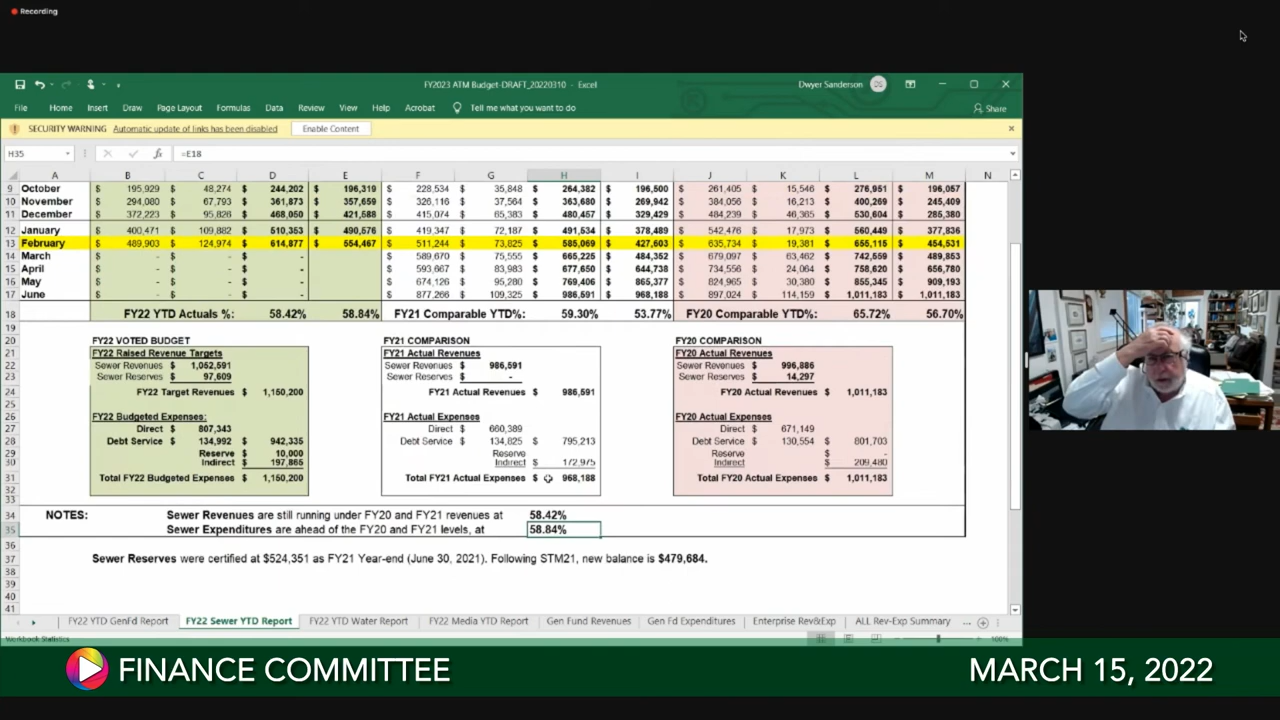 Recording
FY2023 ATM Budget-DRAFT_20220310 - Excel
Dwyer Sanderson
DS
File Home Insert Draw Page Layout Formulas Data Review View Help Acrobat Tell me what you want to do Share
SECURITY WARNING Automatic update of links has been disabled Enable Content
H35 fx =E18
A B C D E F G H I J K L M N
9 October $ 195,929 $ 48,274 $ 244,202 $ 196,319 $ 228,534 $ 35,848 $ 264,382 $ 196,500 $ 261,405 $ 15,546 $ 276,951 $ 196,057
10 November $ 294,080 $ 67,793 $ 361,873 $ 357,659 $ 326,116 $ 37,564 $ 363,680 $ 269,942 $ 384,056 $ 16,213 $ 400,269 $ 245,409
11 December $ 372,223 $ 95,826 $ 468,050 $ 421,588 $ 415,074 $ 65,383 $ 480,457 $ 329,429 $ 484,239 $ 46,365 $ 530,604 $ 285,380
12 January $ 400,471 $ 109,882 $ 510,353 $ 490,576 $ 419,347 $ 72,187 $ 491,534 $ 378,489 $ 542,476 $ 17,973 $ 560,449 $ 377,836
13 February $ 489,903 $ 124,974 $ 614,877 $ 554,467 $ 511,244 $ 73,825 $ 585,069 $ 427,603 $ 635,734 $ 19,381 $ 655,115 $ 454,531
14 March $ - $ - $ - $ 589,670 $ 75,555 $ 665,225 $ 484,352 $ 679,097 $ 63,462 $ 742,559 $ 489,853
15 April $ - $ - $ - $ 593,667 $ 83,983 $ 677,650 $ 644,738 $ 734,556 $ 24,064 $ 758,620 $ 656,780
16 May $ - $ - $ - $ 674,126 $ 95,280 $ 769,406 $ 865,377 $ 824,965 $ 30,380 $ 855,345 $ 909,193
17 June $ - $ - $ - $ 877,266 $ 109,325 $ 986,591 $ 968,188 $ 897,024 $ 114,159 $ 1,011,183 $ 1,011,183
18 FY22 YTD Actuals %: 58.42% 58.84% FY21 Comparable YTD%: 59.30% 53.77% FY20 Comparable YTD%: 65.72% 56.70%
19
20 FY22 VOTED BUDGET FY21 COMPARISON FY20 COMPARISON
21 FY22 Raised Revenue Targets FY21 Actual Revenues FY20 Actual Revenues
22 Sewer Revenues $ 1,052,591 Sewer Revenues $ 986,591 Sewer Revenues $ 996,886
23 Sewer Reserves $ 97,609 Sewer Reserves $ - Sewer Reserves $ 14,297
24 FY22 Target Revenues $ 1,150,200 FY21 Actual Revenues $ 986,591 FY20 Actual Revenues $ 1,011,183
25
26 FY22 Budgeted Expenses: FY21 Actual Expenses FY20 Actual Expenses
27 Direct $ 807,343 Direct $ 660,389 Direct $ 671,149
28 Debt Service $ 134,992 $ 942,335 Debt Service $ 134,825 $ 795,213 Debt Service $ 130,554 $ 801,703
29 Reserve $ 10,000 Reserve Reserve $ -
30 Indirect $ 197,865 Indirect $ 172,975 Indirect $ 209,480
31 Total FY22 Budgeted Expenses $ 1,150,200 Total FY21 Actual Expenses $ 968,188 Total FY20 Actual Expenses $ 1,011,183
32
33
34 NOTES: Sewer Revenues are still running under FY20 and FY21 revenues at 58.42%
35 Sewer Expenditures are ahead of the FY20 and FY21 levels, at 58.84%
36
37 Sewer Reserves were certified at $524,351 as FY21 Year-end (June 30, 2021). Following STM21, new balance is $479,684.
38
39
40
41
FY22 YTD GenFd Report FY22 Sewer YTD Report FY22 YTD Water Report FY22 Media YTD Report Gen Fund Revenues Gen Fd Expenditures Enterprise Rev&Exp ALL Rev-Exp Summary ...
Workbook Statistics 100%
FINANCE COMMITTEE MARCH 15, 2022